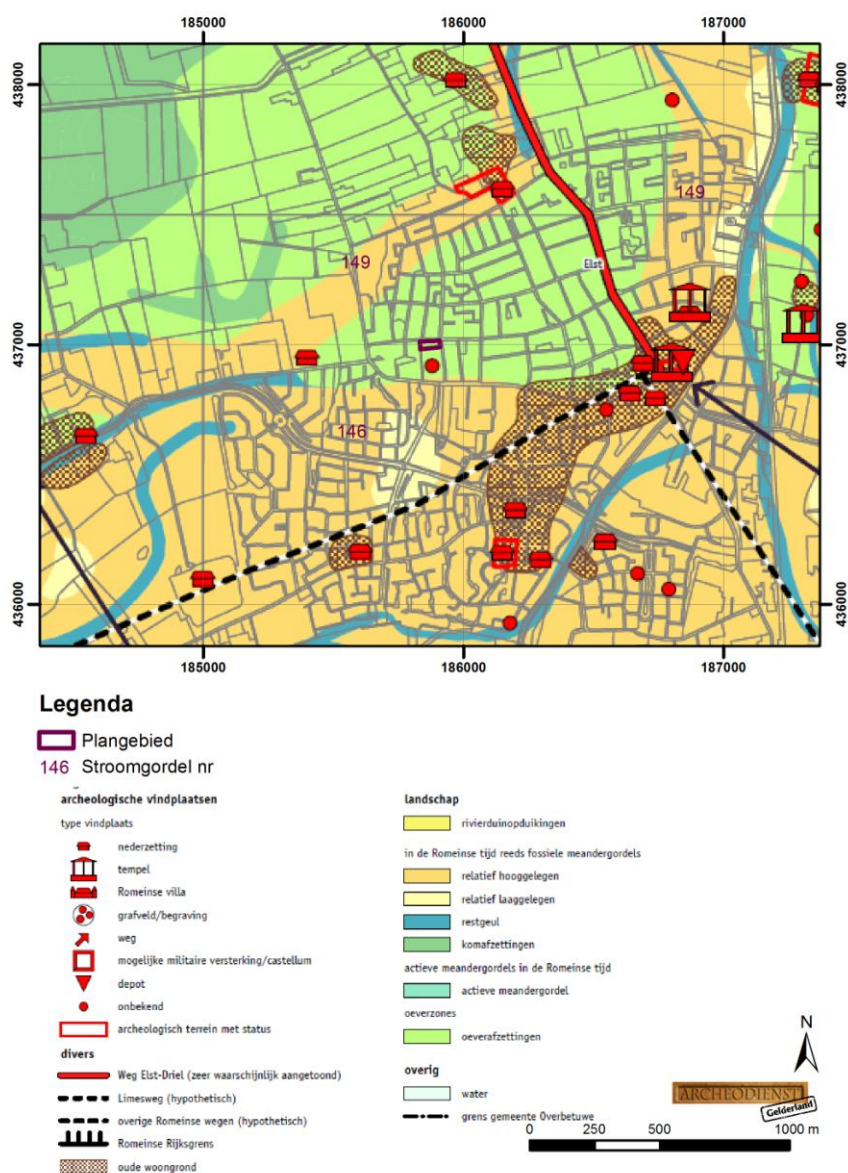 185000 186000 187000
438000 438000
149
149
Elst
437000 437000
146
436000 436000
185000 186000 187000
Legenda
Plangebied
146 Stroomgordel nr
archeologische vindplaatsen
type vindplaats
nederzetting
tempel
Romeinse villa
grafveld/begraving
weg
mogelijke militaire versterking/castellum
depot
onbekend
archeologisch terrein met status
divers
Weg Elst-Driel (zeer waarschijnlijk aangetoond)
Limesweg (hypothetisch)
overige Romeinse wegen (hypothetisch)
Romeinse Rijksgrens
oude woongrond
landschap
rivierduinopduikingen
in de Romeinse tijd reeds fossiele meandergordels
relatief hooggelegen
relatief laaggelegen
restgeul
komafzettingen
actieve meandergordels in de Romeinse tijd
actieve meandergordel
oeverzones
oeverafzettingen
overig
water
grens gemeente Overbetuwe
N
ARCHEODIENST
Gelderland
0 250 500 1000 m